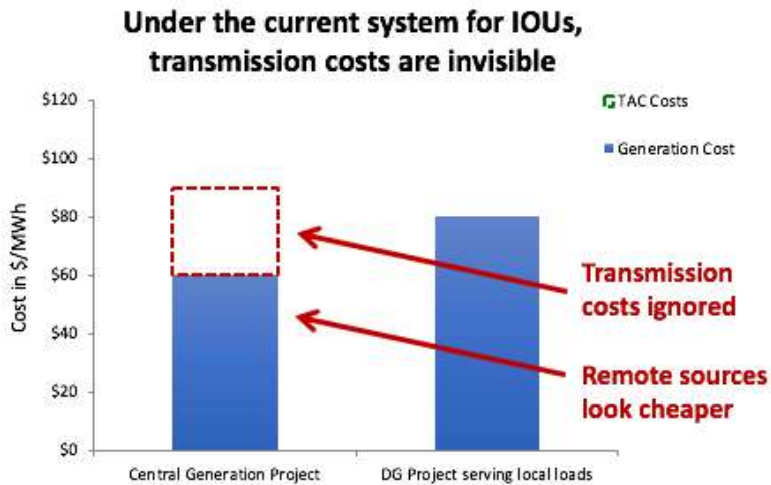 Under the current system for IOUs,
transmission costs are invisible
$120
$100
$80
$60
$40
$20
$0
Cost in $/MWh
TAC Costs
Generation Cost
Transmission
costs ignored
Remote sources
look cheaper
Central Generation Project
DG Project serving local loads